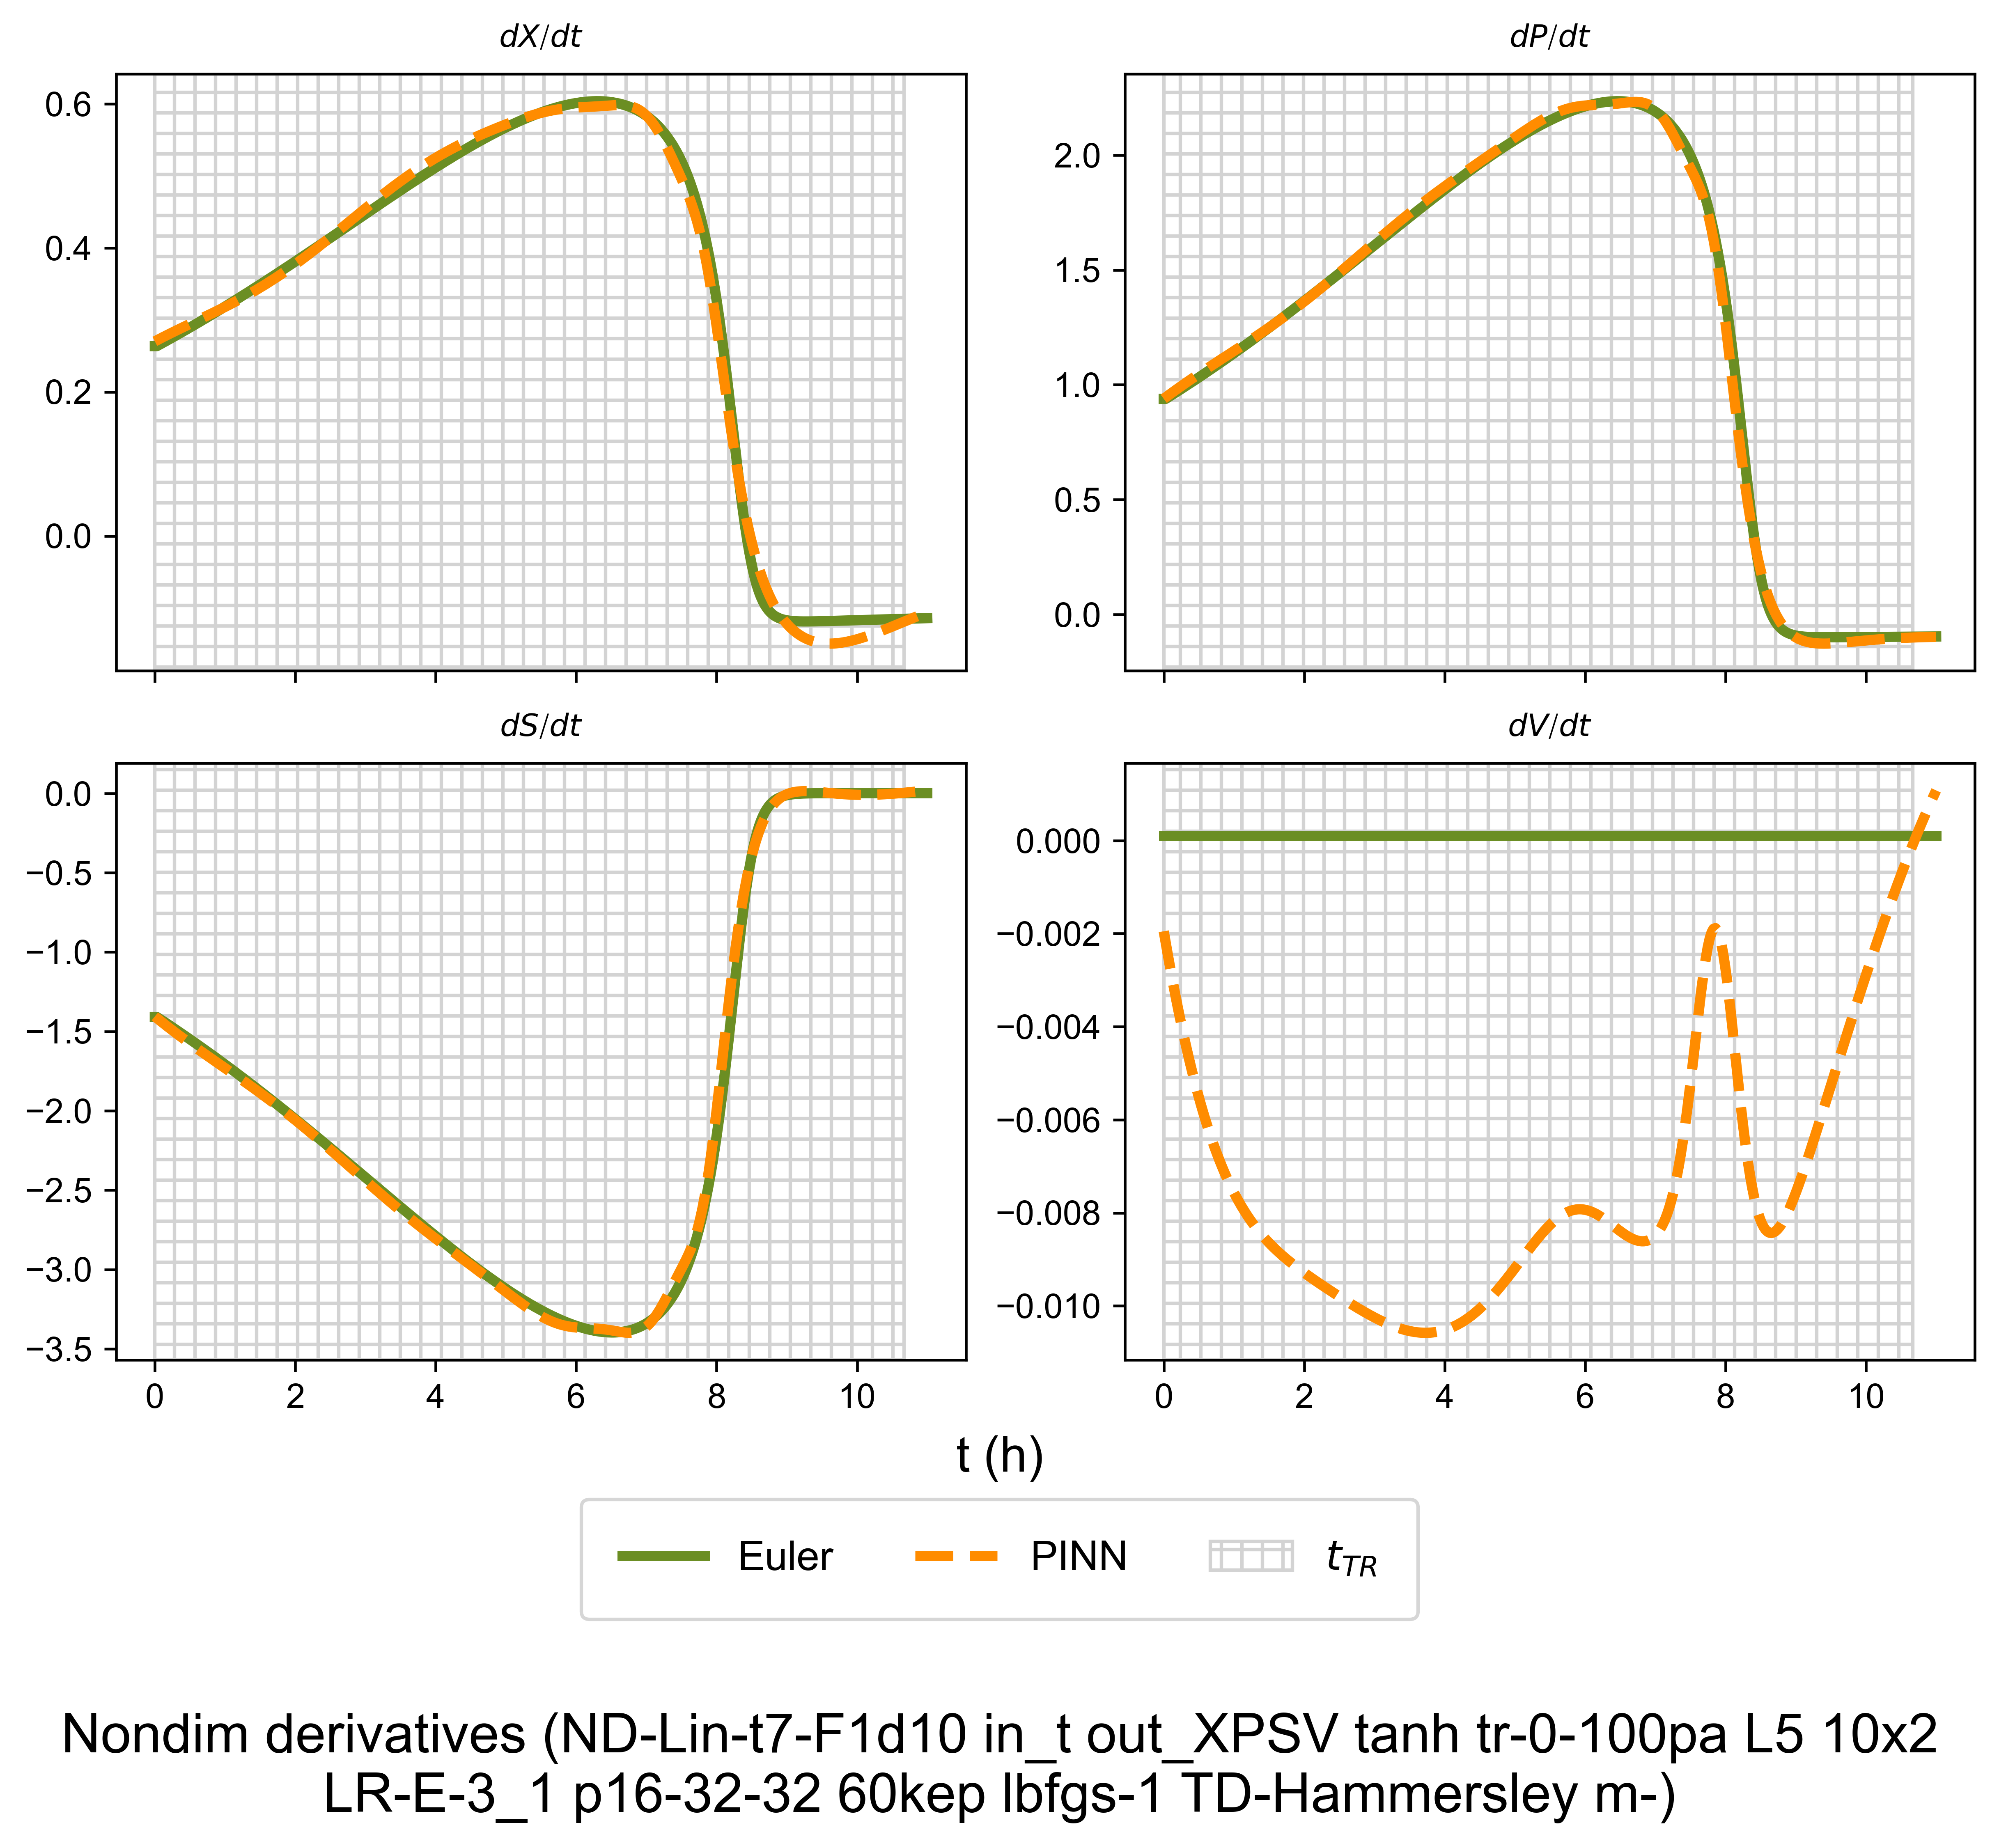 dX/dt
dP/dt
0.6
0.4
0.2
0.0
2.0
1.5
1.0
0.5
0.0
dS/dt
dV/dt
0.0
−0.5
−1.0
−1.5
−2.0
−2.5
−3.0
−3.5
0.000
−0.002
−0.004
−0.006
−0.008
−0.010
0 2 4 6 8 10
0 2 4 6 8 10
t (h)
Euler PINN t_{TR}
Nondim derivatives (ND-Lin-t7-F1d10 in_t out_XPSV tanh tr-0-100pa L5 10x2
LR-E-3_1 p16-32-32 60kep lbfgs-1 TD-Hammersley m-)